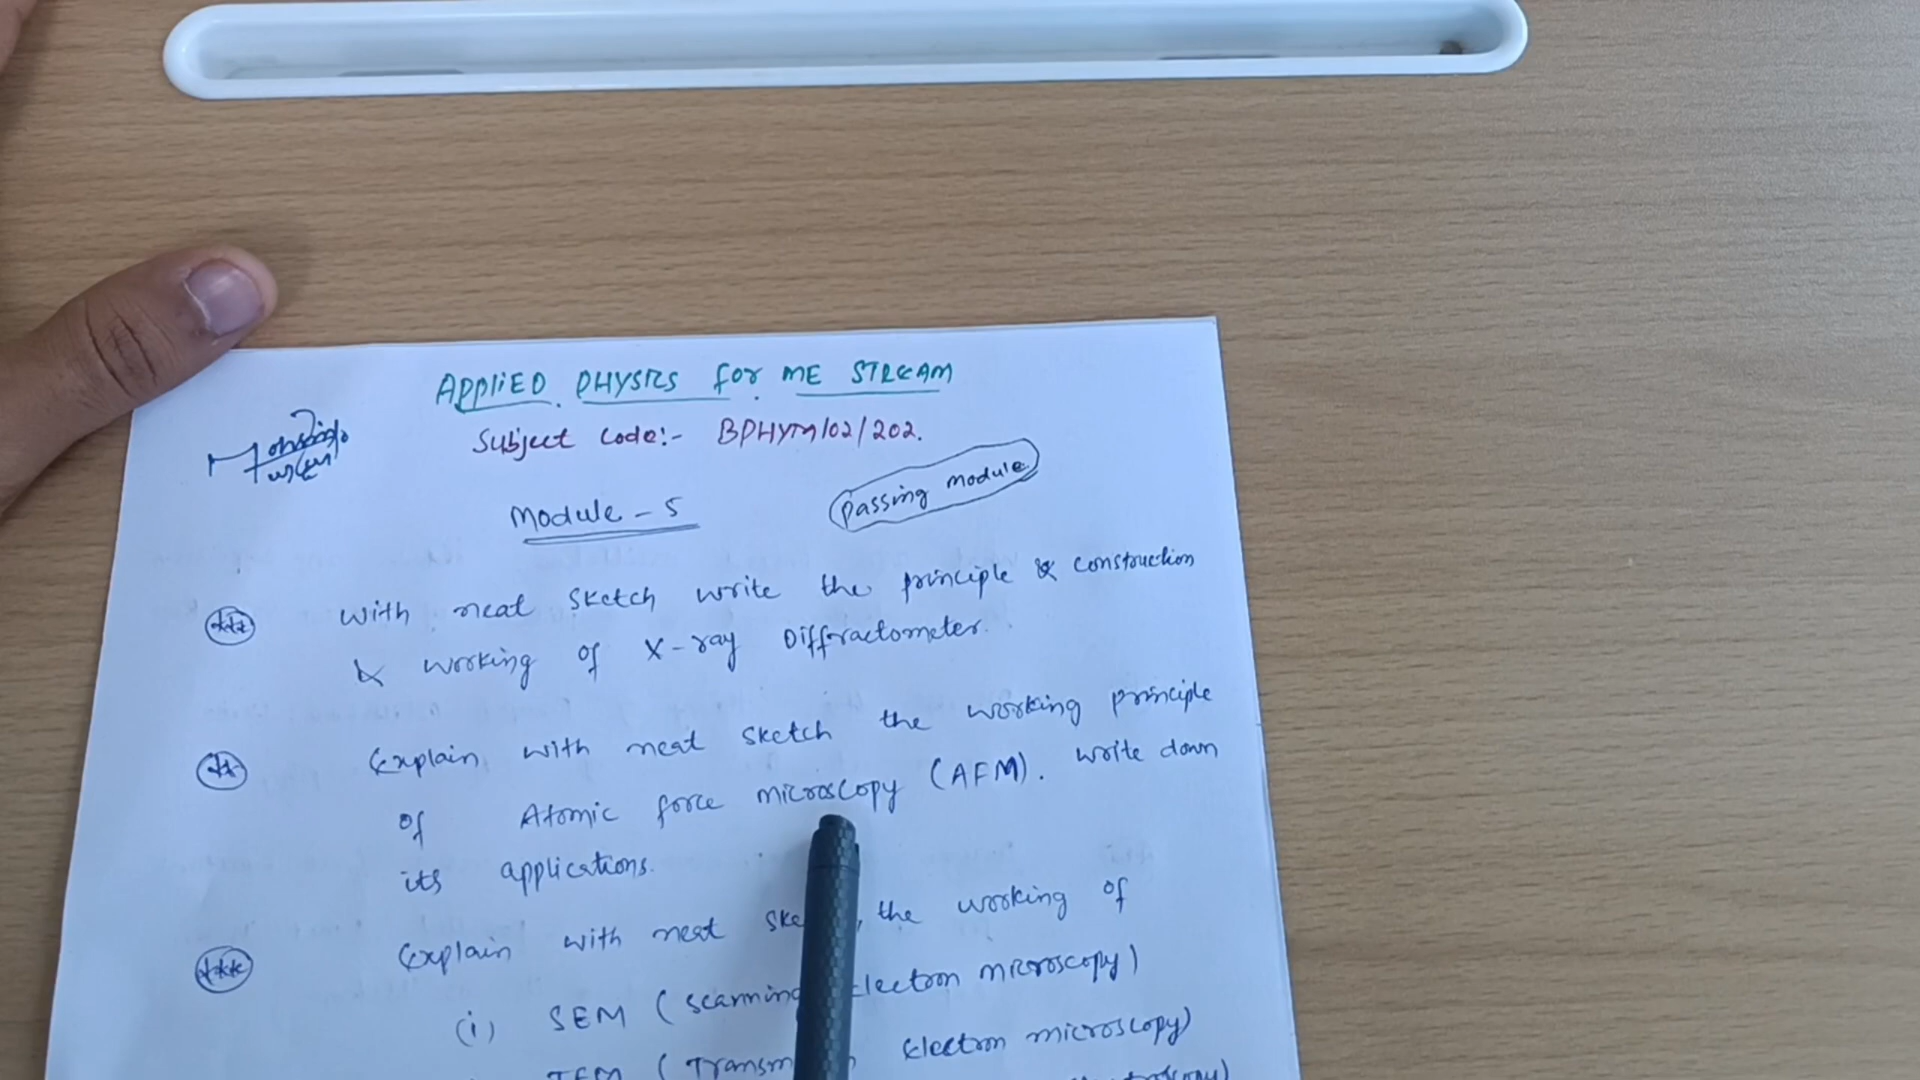 APPliED PHYSICS for ME STREAM
Subject Code:- BPHYM102/202.
Module - 5
Passing Module
*** With neat sketch write the principle & construction
& working of X-ray Diffractometer.
** Explain with neat sketch the working principle
of Atomic force microscopy (AFM). write down
its applications.
*** Explain with neat the working of
(i) SEM (scanning Electron microscopy)
TEM ( Electron microscopy)